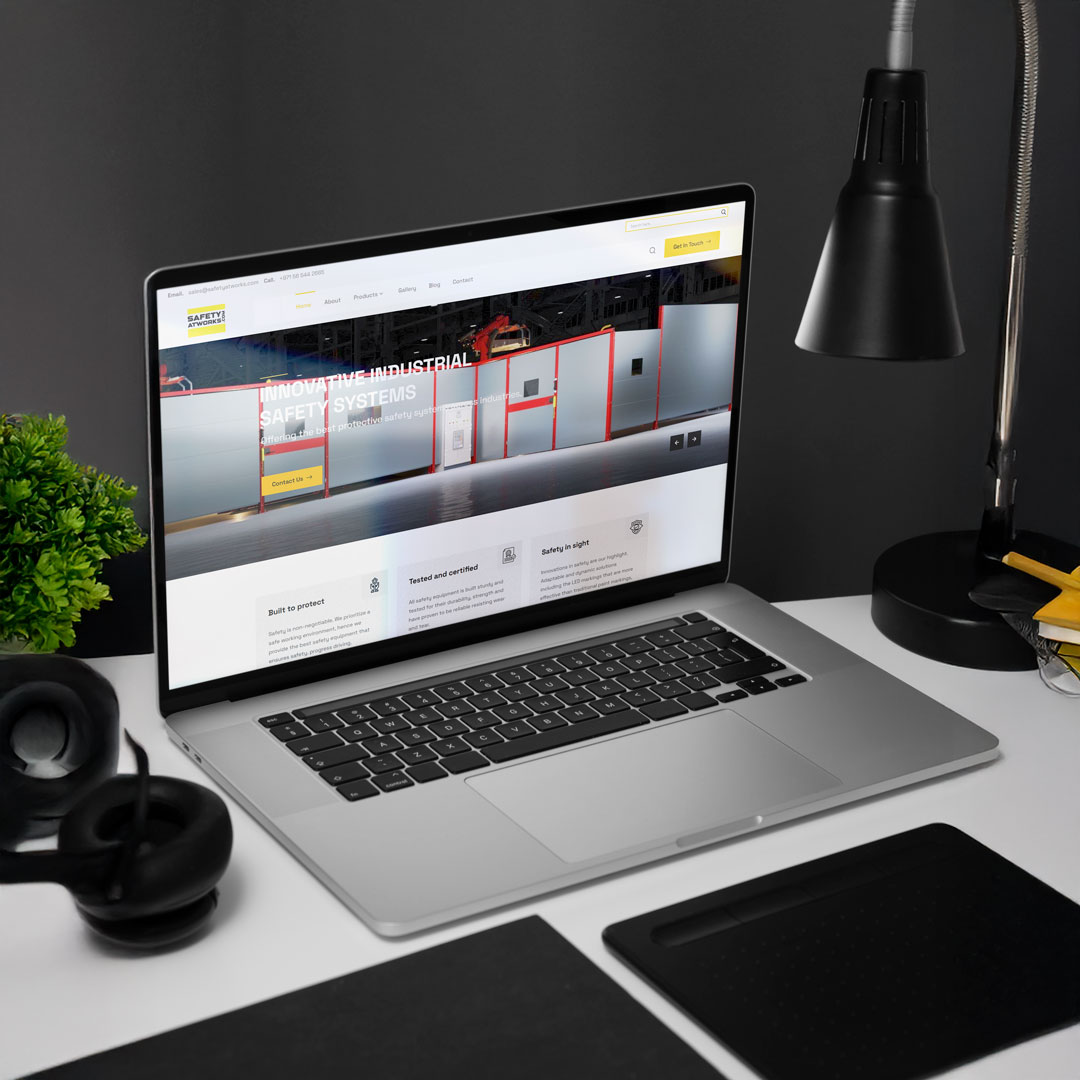 Email. sales@safetyatworks.com Call. +971 58 544 2665
Search here
SAFETY
ATWORKS
.COM
Home About Products Gallery Blog Contact
Get In Touch →
INNOVATIVE INDUSTRIAL
SAFETY SYSTEMS
Offering the best protective safety systems across industries.
Contact Us →
Built to protect
Safety is non-negotiable. We prioritize a
safe working environment, hence we
provide the best safety equipment that
ensures safety, progress driving.
Tested and certified
All safety equipment is built sturdy and
tested for their durability, strength and
have proven to be reliable resisting wear
and tear.
Safety in sight
Innovations in safety are our highlight.
Adaptable and dynamic solutions
including the LED markings that are more
effective than traditional paint markings.
esc
Q W E R T Y U I O P
A S D F G H J K L
Z X C V B N M
fn control